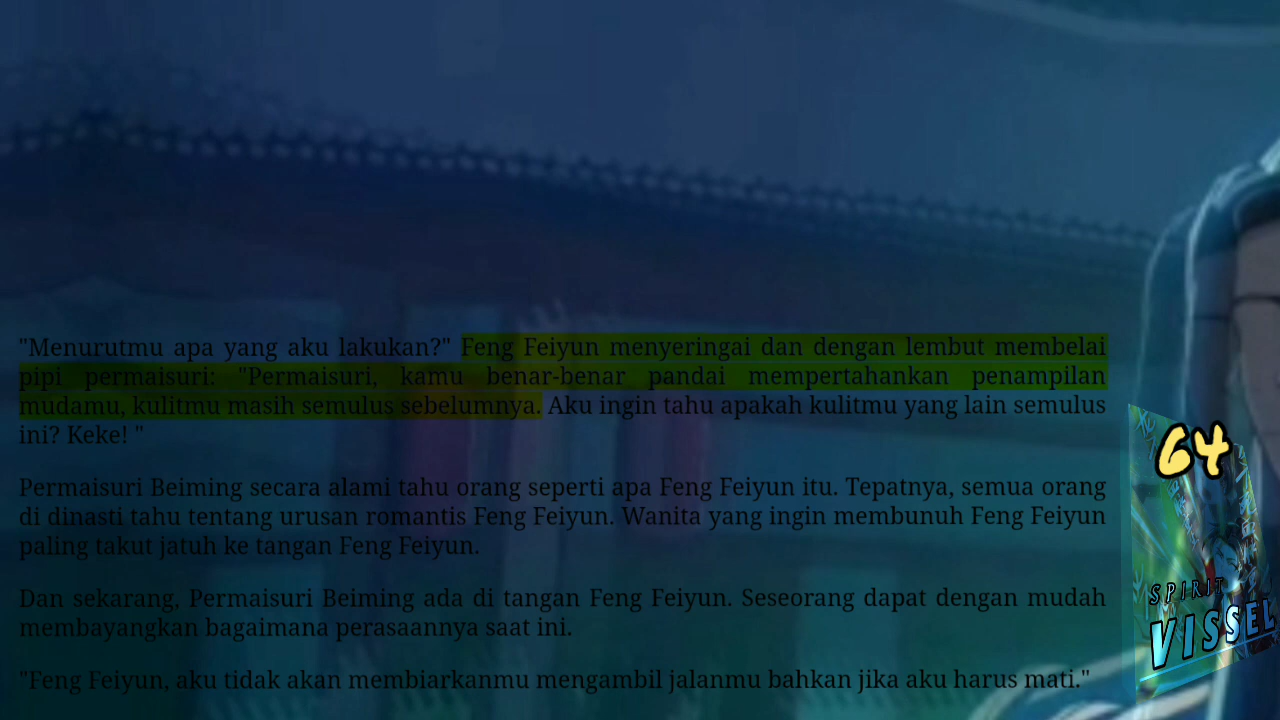 "Menurutmu apa yang aku lakukan?" Feng Feiyun menyeringai dan dengan lembut membelai
pipi permaisuri: "Permaisuri, kamu benar-benar pandai mempertahankan penampilan
mudamu, kulitmu masih semulus sebelumnya. Aku ingin tahu apakah kulitmu yang lain semulus
ini? Keke! "
Permaisuri Beiming secara alami tahu orang seperti apa Feng Feiyun itu. Tepatnya, semua orang
di dinasti tahu tentang urusan romantis Feng Feiyun. Wanita yang ingin membunuh Feng Feiyun
paling takut jatuh ke tangan Feng Feiyun.
Dan sekarang, Permaisuri Beiming ada di tangan Feng Feiyun. Seseorang dapat dengan mudah
membayangkan bagaimana perasaannya saat ini.
"Feng Feiyun, aku tidak akan membiarkanmu mengambil jalanmu bahkan jika aku harus mati."
64
SPIRIT
VISSEL